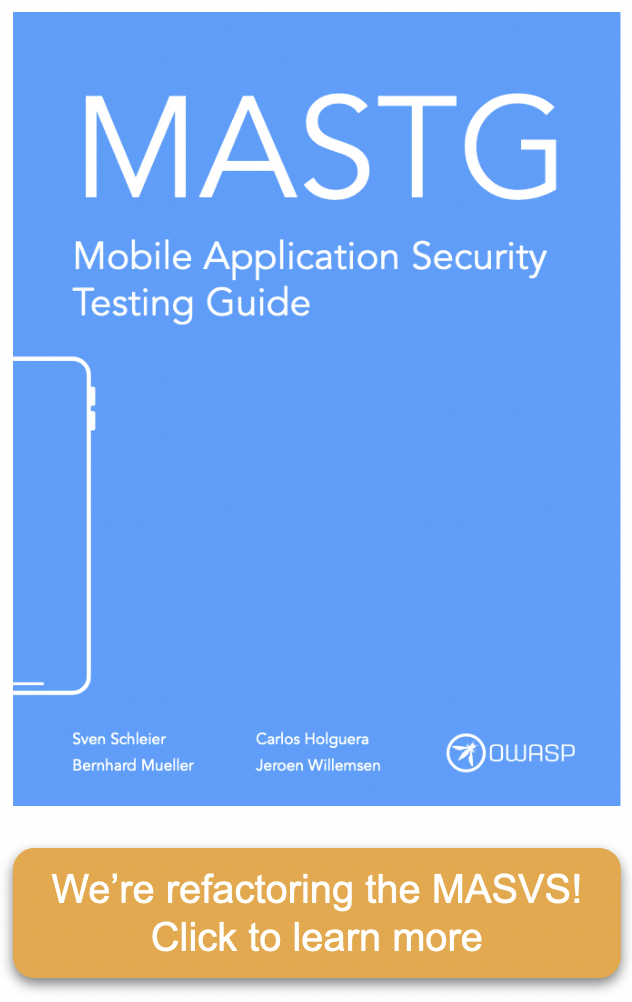 MASTG
Mobile Application Security
Testing Guide
Sven Schleier
Bernhard Mueller
Carlos Holguera
Jeroen Willemsen
OWASP
We’re refactoring the MASVS!
Click to learn more